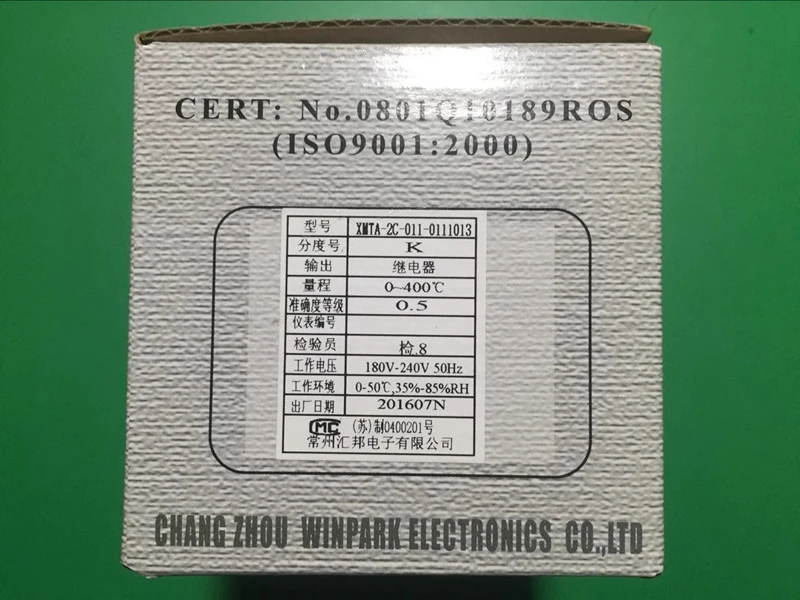 CERT: No.0801Q10189ROS
(ISO9001:2000)
型号 XMTA-2C-011-0111013
分度号 K
输出 继电器
量程 0~400℃
准确度等级 0.5
仪表编号
检验员 检.8
工作电压 180V-240V 50Hz
工作环境 0-50℃,35%-85%RH
出厂日期 201607N
CMC (苏)制0400201号
常州汇邦电子有限公司
CHANG ZHOU WINPARK ELECTRONICS CO.,LTD